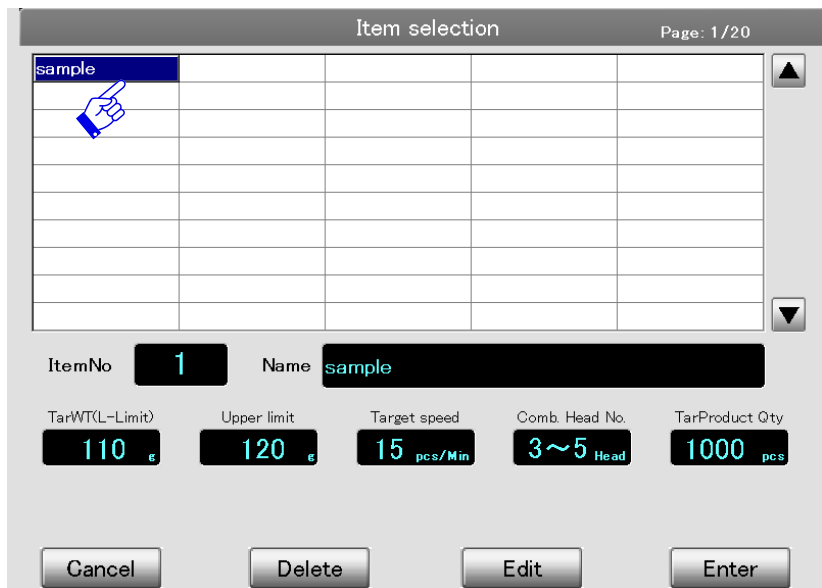 Item selection Page: 1/20
sample
ItemNo 1 Name sample
TarWT(L-Limit) Upper limit Target speed Comb. Head No. TarProduct Qty
110 g 120 g 15 pcs/Min 3～5 Head 1000 pcs
Cancel Delete Edit Enter